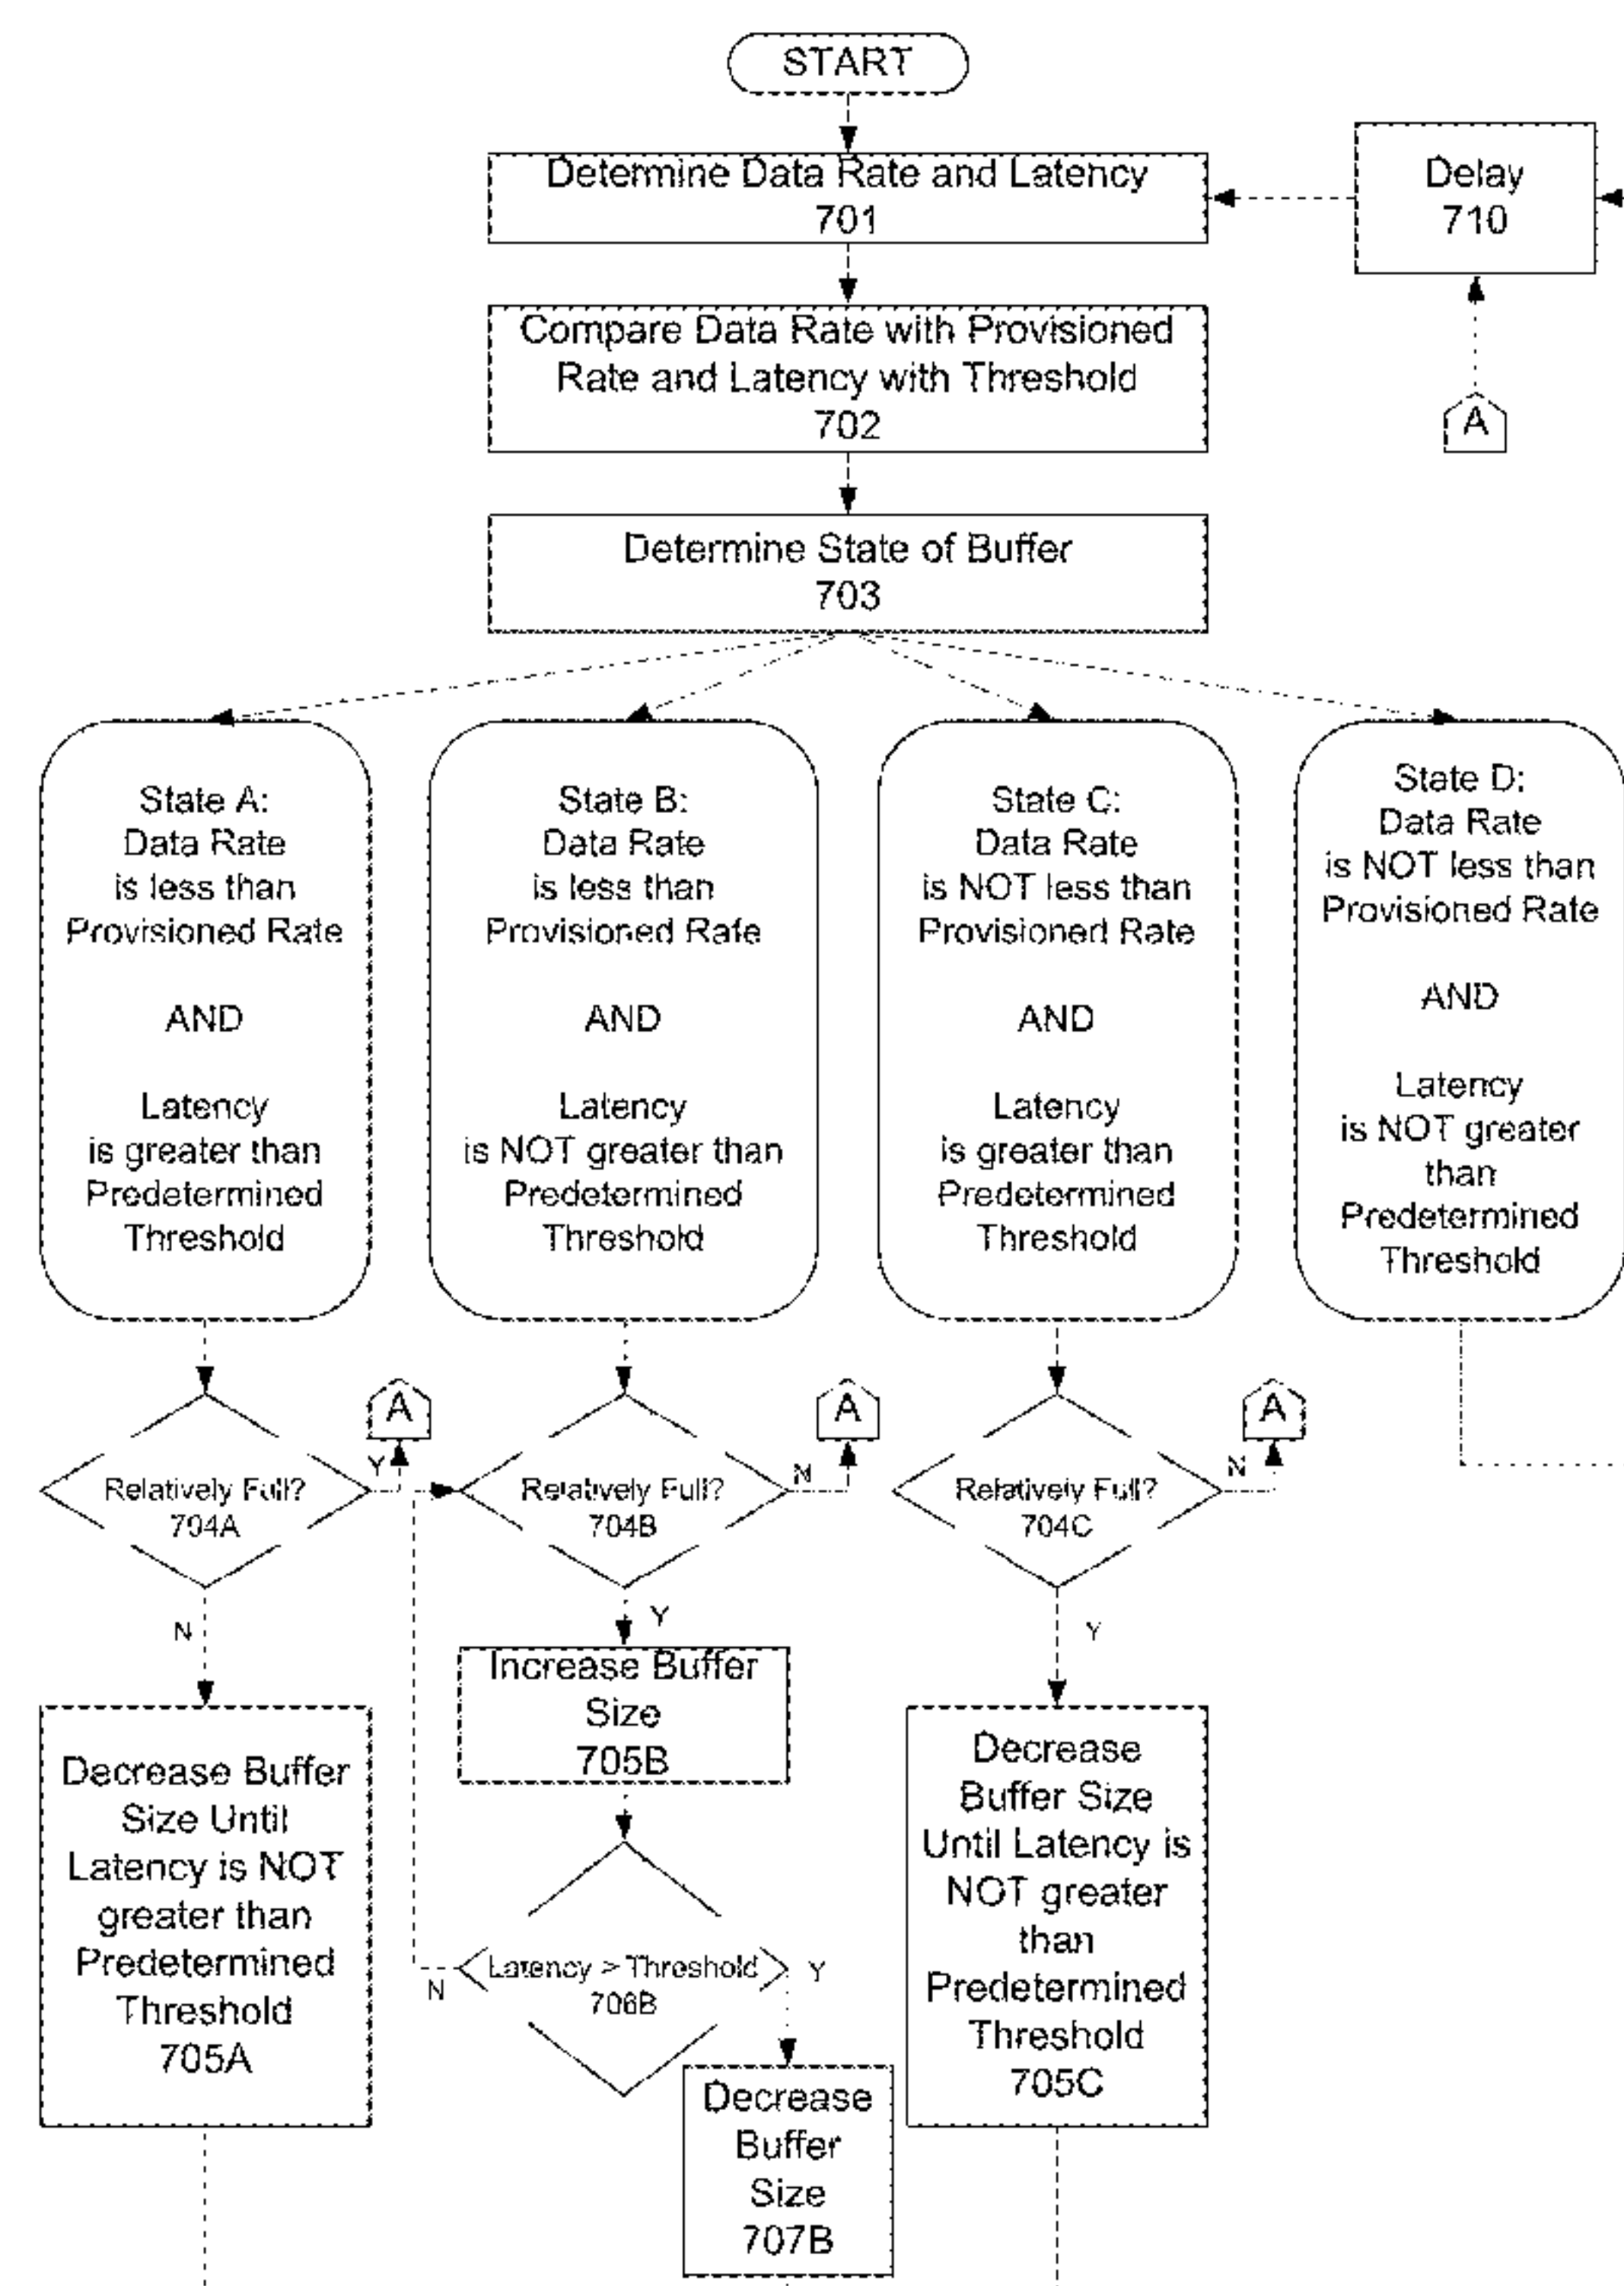 START
Determine Data Rate and Latency
701
Delay
710
Compare Data Rate with Provisioned
Rate and Latency with Threshold
702
A
Determine State of Buffer
703
State A:
Data Rate
is less than
Provisioned Rate
AND
Latency
is greater than
Predetermined
Threshold
State B:
Data Rate
is less than
Provisioned Rate
AND
Latency
is NOT greater than
Predetermined
Threshold
State C:
Data Rate
is NOT less than
Provisioned Rate
AND
Latency
is greater than
Predetermined
Threshold
State D:
Data Rate
is NOT less than
Provisioned Rate
AND
Latency
is NOT greater
than
Predetermined
Threshold
Relatively Full?
704A
Y
A
N
Relatively Full?
704B
N
A
Y
Relatively Full?
704C
N
A
Y
Decrease Buffer
Size Until
Latency is NOT
greater than
Predetermined
Threshold
705A
Increase Buffer
Size
705B
Latency > Threshold
706B
N
Y
Decrease
Buffer
Size
707B
Decrease
Buffer Size
Until Latency is
NOT greater
than
Predetermined
Threshold
705C